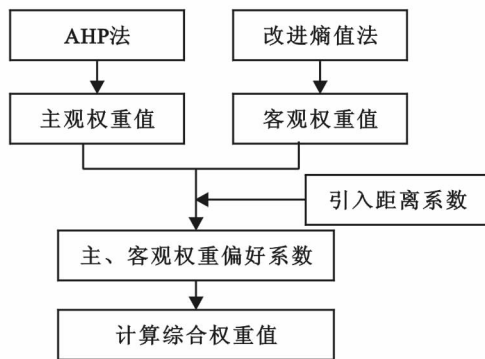 AHP法
改进熵值法
主观权重值
客观权重值
引入距离系数
主、客观权重偏好系数
计算综合权重值